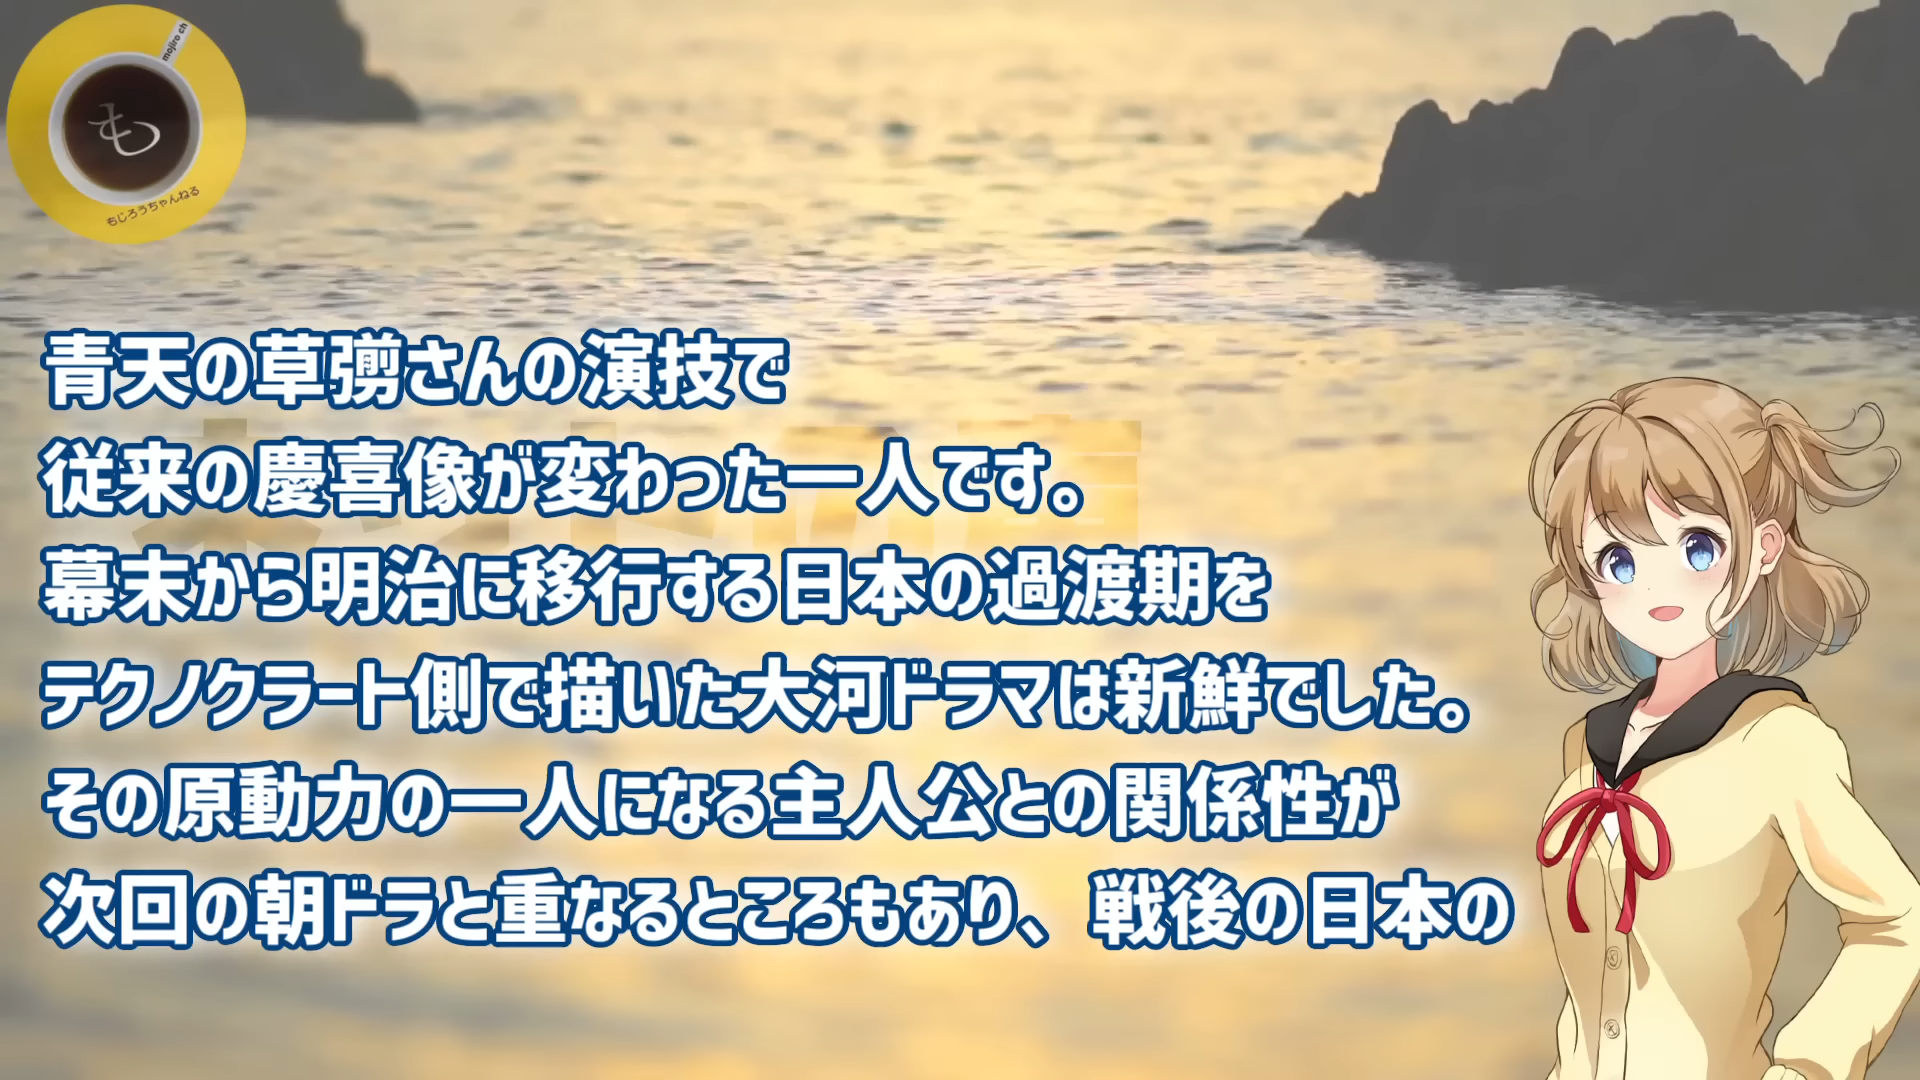 mojiro ch
も
もじろうちゃんねる
青天の草彅さんの演技で
従来の慶喜像が変わった一人です。
幕末から明治に移行する日本の過渡期を
テクノクラート側で描いた大河ドラマは新鮮でした。
その原動力の一人になる主人公との関係性が
次回の朝ドラと重なるところもあり、戦後の日本の